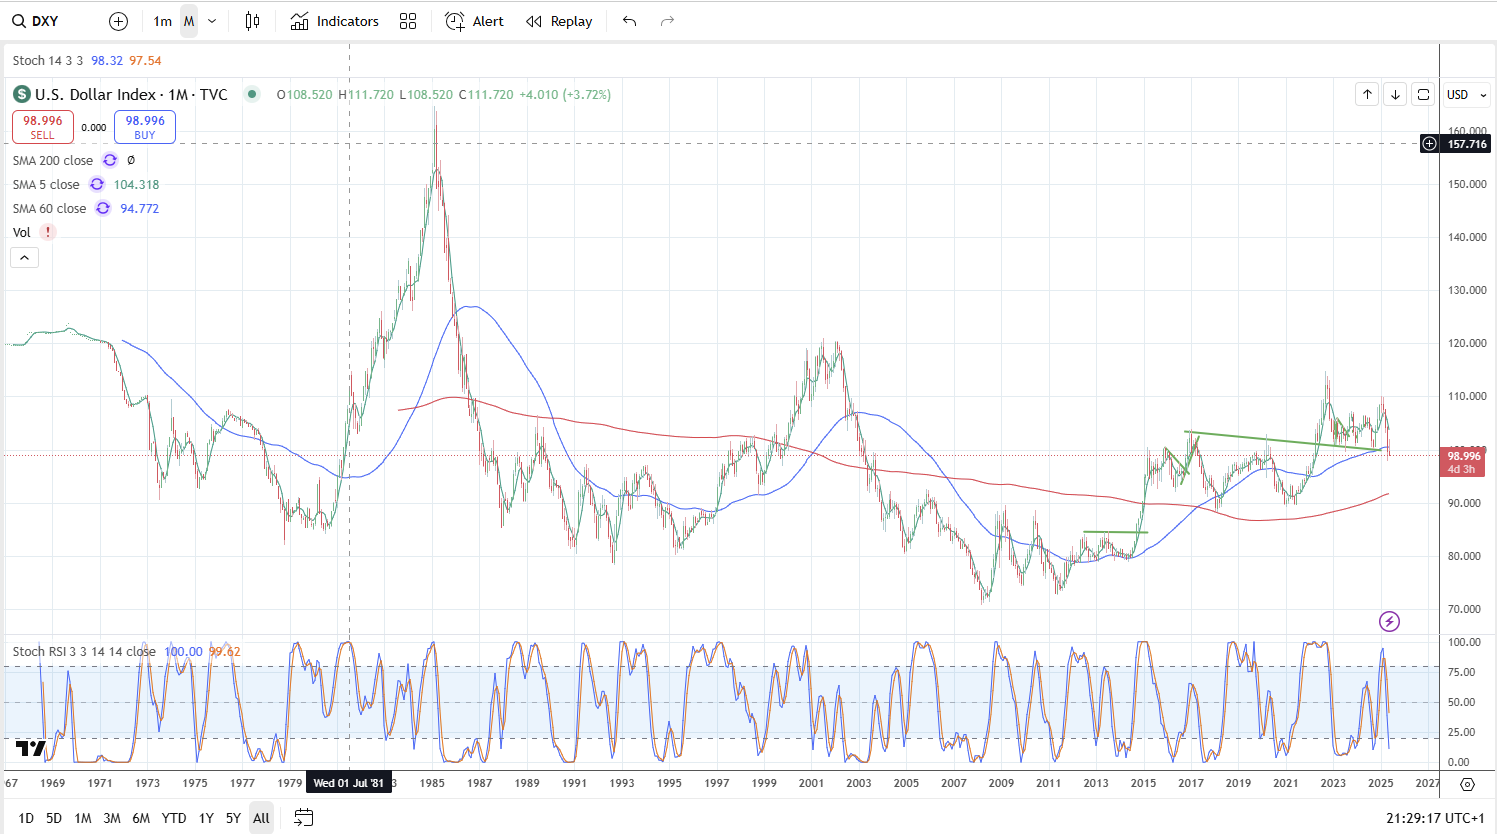 DXY 1m M Indicators Alert Replay
Stoch 14 3 3 98.32 97.54
U.S. Dollar Index · 1M · TVC O108.520 H111.720 L108.520 C111.720 +4.010 (+3.72%)
USD
98.996 SELL
0.000
98.996 BUY
SMA 200 close Ø
SMA 5 close 104.318
SMA 60 close 94.772
Vol !
160.000
157.716
150.000
140.000
130.000
120.000
110.000
98.996
4d 3h
90.000
80.000
70.000
Stoch RSI 3 3 14 14 close 100.00 99.62
100.00
75.00
50.00
25.00
0.00
67 1969 1971 1973 1975 1977 1979 Wed 01 Jul '81 3 1985 1987 1989 1991 1993 1995 1997 1999 2001 2003 2005 2007 2009 2011 2013 2015 2017 2019 2021 2023 2025 2027
1D 5D 1M 3M 6M YTD 1Y 5Y All 21:29:17 UTC+1